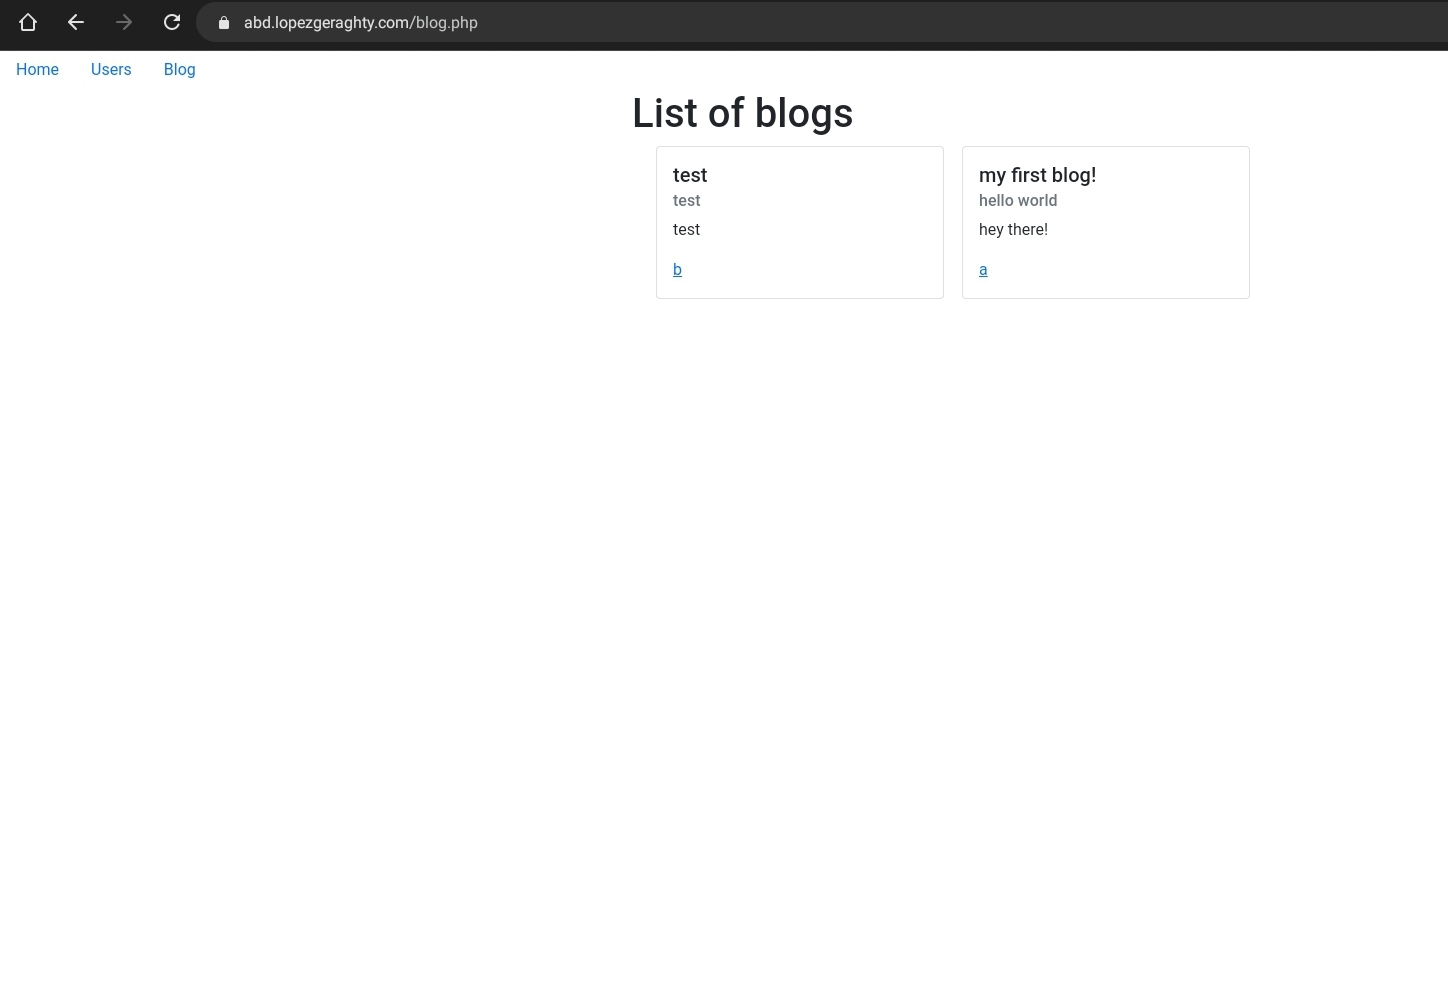 abd.lopezgeraghty.com/blog.php
Home Users Blog
List of blogs
test
test
test
b
my first blog!
hello world
hey there!
a